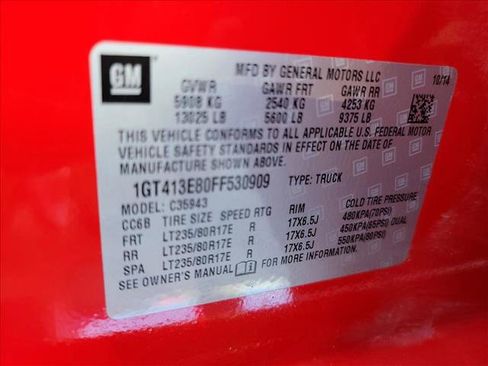 GM
MFD BY GENERAL MOTORS LLC
10/14
GVWR GAWR FRT GAWR RR
5908 KG 2540 KG 4253 KG
13025 LB 5600 LB 9375 LB
THIS VEHICLE CONFORMS TO ALL APPLICABLE U.S. FEDERAL MOTOR
VEHICLE SAFETY STANDARDS IN EFFECT ON THE DATE OF
MANUFACTURE SHOWN ABOVE.
1GT413E80FF530909 TYPE: TRUCK
MODEL: C35943
CC6B TIRE SIZE SPEED RTG RIM COLD TIRE PRESSURE
FRT LT235/80R17E R 17X6.5J 480KPA(70PSI)
RR LT235/80R17E R 17X6.5J 450KPA(65PSI) DUAL
SPA LT235/80R17E R 17X6.5J 550KPA(80PSI)
SEE OWNER'S MANUAL FOR MORE INFORMATION